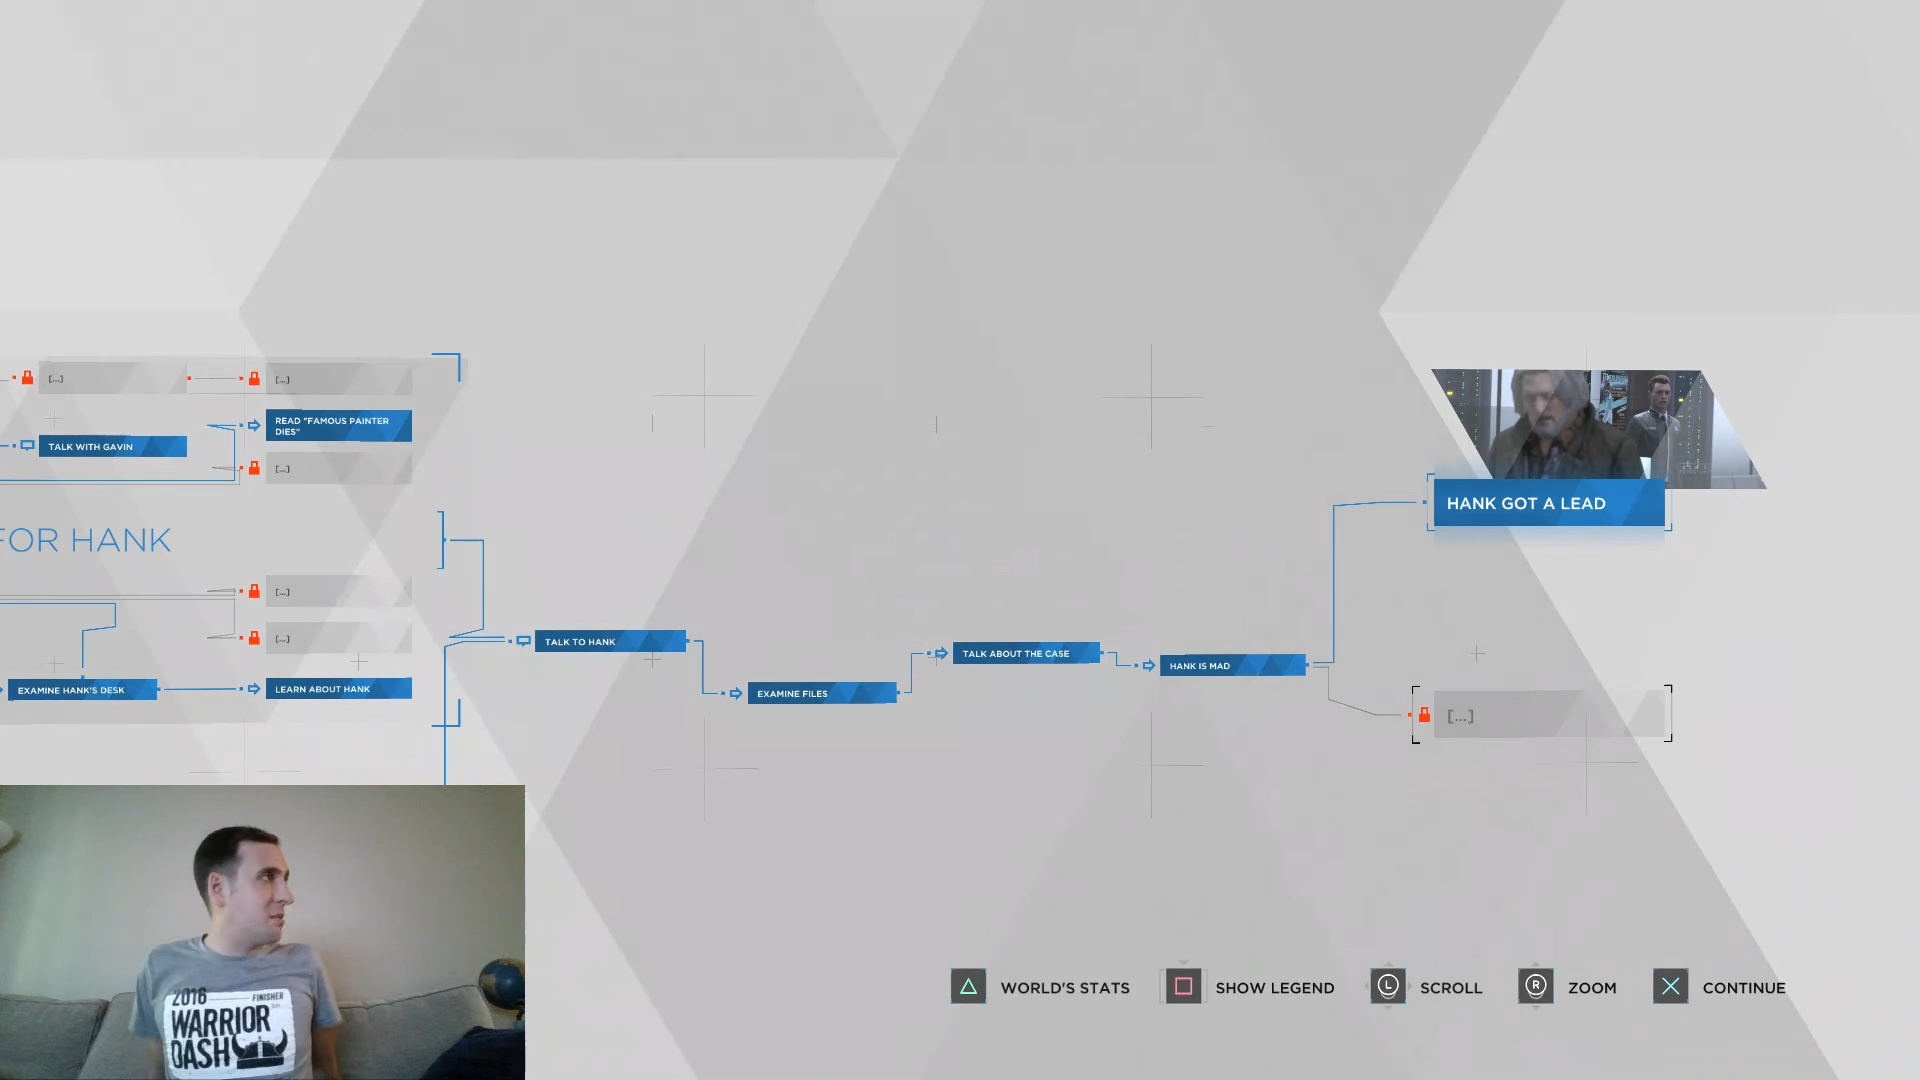 [...]
[...]
READ "FAMOUS PAINTER
DIES"
TALK WITH GAVIN
[...]
FOR HANK
[...]
[...]
EXAMINE HANK'S DESK
LEARN ABOUT HANK
TALK TO HANK
EXAMINE FILES
TALK ABOUT THE CASE
HANK IS MAD
HANK GOT A LEAD
[...]
WORLD'S STATS
SHOW LEGEND
L
SCROLL
R
ZOOM
CONTINUE
2016
FINISHER
WARRIOR
DASH